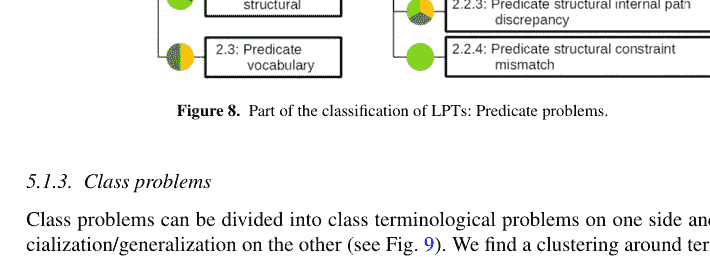 structural
2.2.3: Predicate structural internal path
discrepancy
2.3: Predicate
vocabulary
2.2.4: Predicate structural constraint
mismatch
Figure 8. Part of the classification of LPTs: Predicate problems.
5.1.3. Class problems
Class problems can be divided into class terminological problems on one side and
cialization/generalization on the other (see Fig. 9). We find a clustering around ter